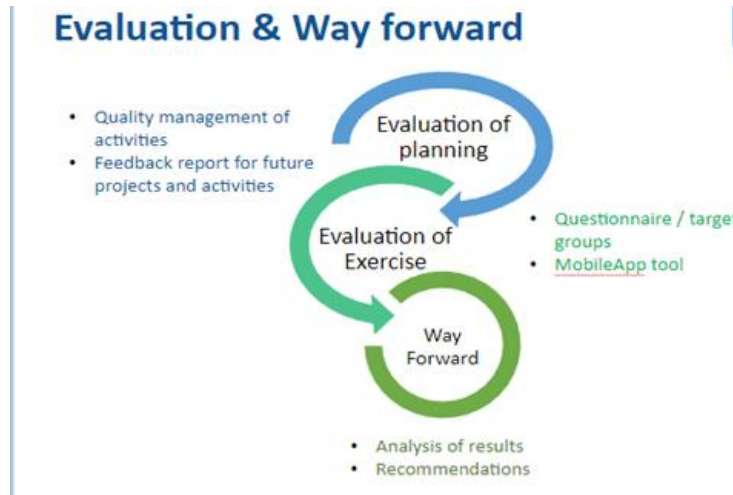 Evaluation & Way forward
• Quality management of
activities
• Feedback report for future
projects and activities
Evaluation of
planning
• Questionnaire / target
groups
• MobileApp tool
Evaluation of
Exercise
Way
Forward
• Analysis of results
• Recommendations